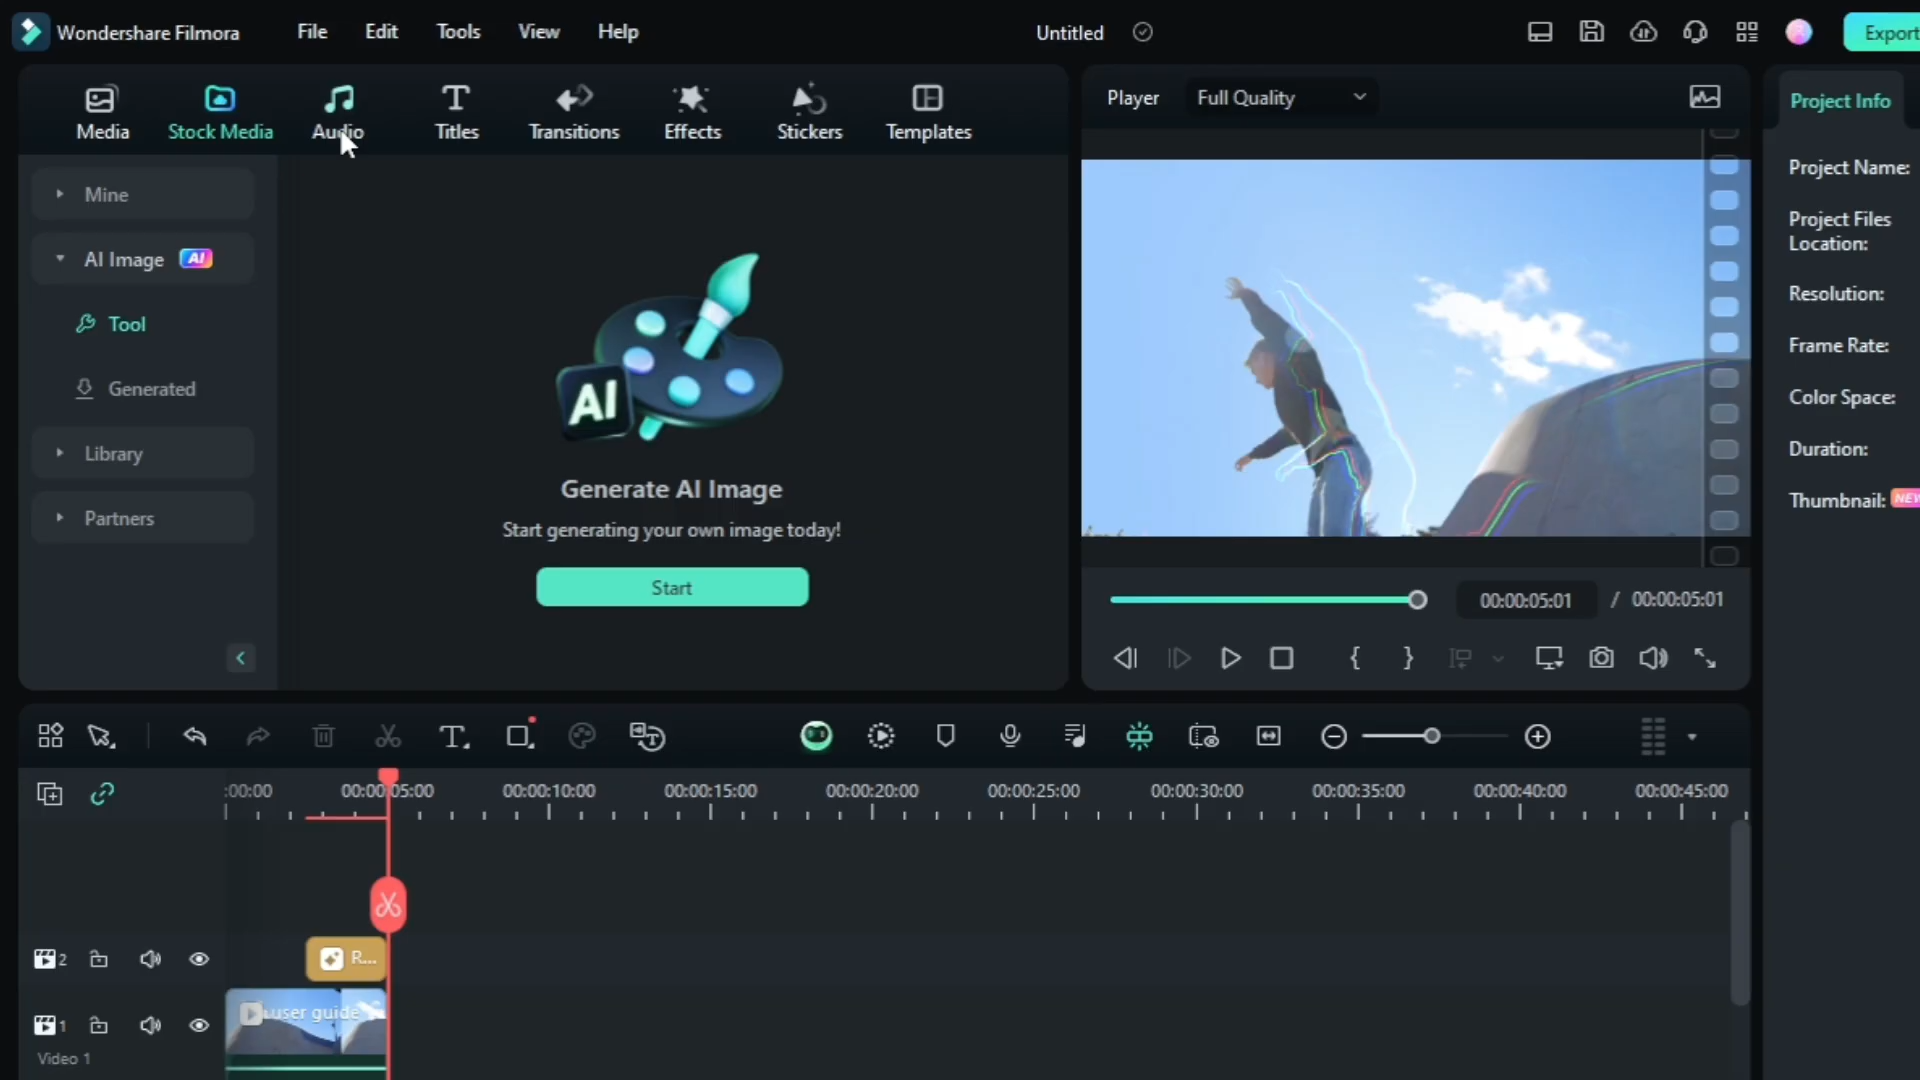 Wondershare Filmora
File
Edit
Tools
View
Help
Untitled
Export
Media
Stock Media
Audio
Titles
Transitions
Effects
Stickers
Templates
Player
Full Quality
Project Info
Mine
AI Image AI
Tool
Generated
Library
Partners
AI
Generate AI Image
Start generating your own image today!
Start
Project Name:
Project Files
Location:
Resolution:
Frame Rate:
Color Space:
Duration:
Thumbnail: NEW
00:00:05:01 / 00:00:05:01
:00:00
00:00:05:00
00:00:10:00
00:00:15:00
00:00:20:00
00:00:25:00
00:00:30:00
00:00:35:00
00:00:40:00
00:00:45:00
2
R...
1
user guide
Video 1